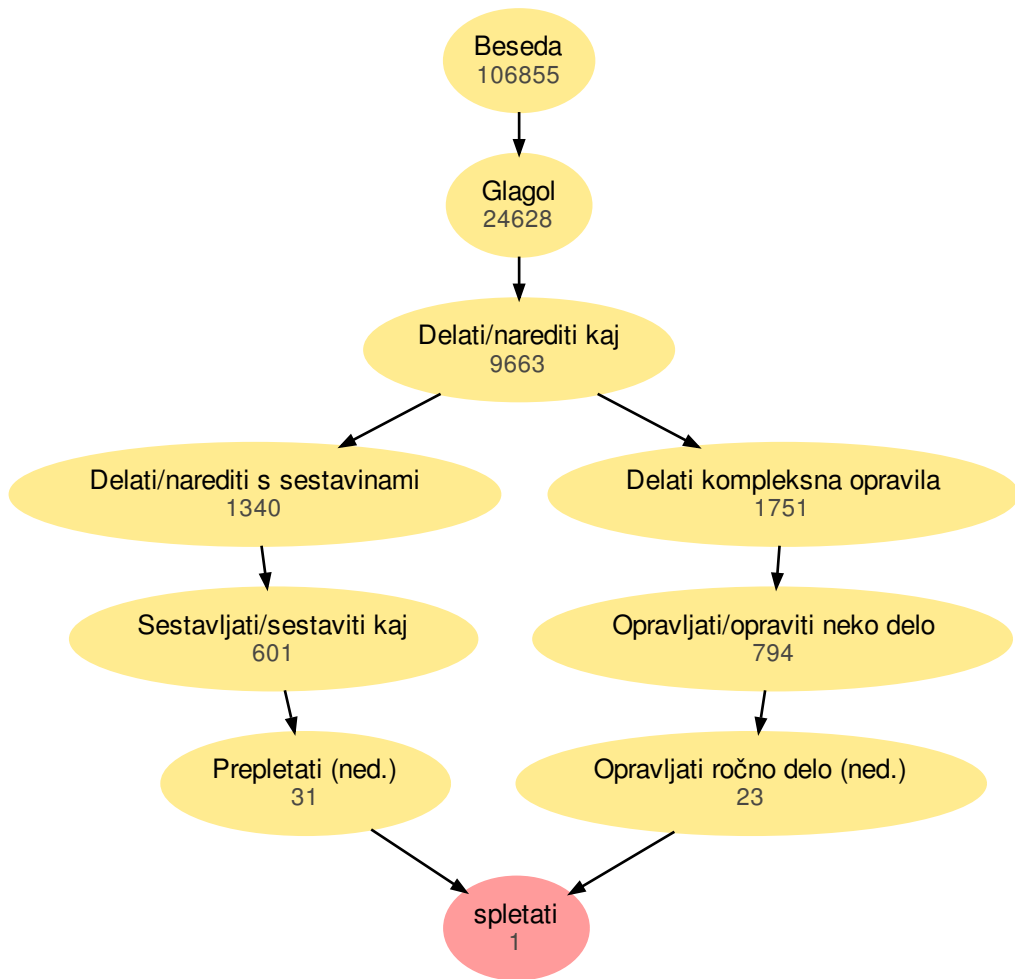 Beseda
106855
Glagol
24628
Delati/narediti kaj
9663
Delati/narediti s sestavinami
1340
Delati kompleksna opravila
1751
Sestavljati/sestaviti kaj
601
Opravljati/opraviti neko delo
794
Prepletati (ned.)
31
Opravljati ročno delo (ned.)
23
spletati
1